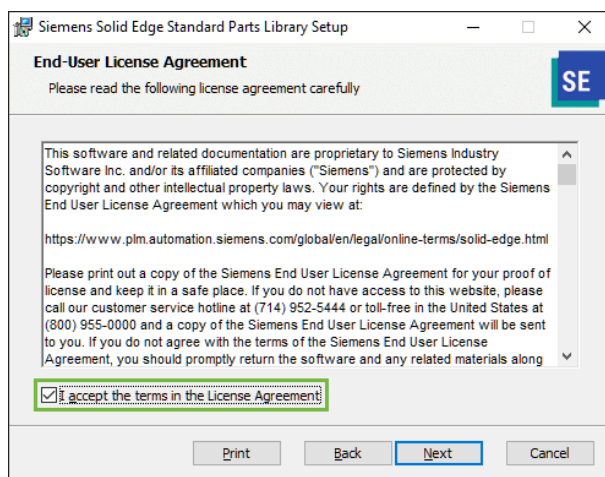 Siemens Solid Edge Standard Parts Library Setup
End-User License Agreement
Please read the following license agreement carefully
SE
This software and related documentation are proprietary to Siemens Industry
Software Inc. and/or its affiliated companies ("Siemens") and are protected by
copyright and other intellectual property laws. Your rights are defined by the Siemens
End User License Agreement which you may view at:
https://www.plm.automation.siemens.com/global/en/legal/online-terms/solid-edge.html
Please print out a copy of the Siemens End User License Agreement for your proof of
license and keep it in a safe place. If you do not have access to this website, please
call our customer service hotline at (714) 952-5444 or toll-free in the United States at
(800) 955-0000 and a copy of the Siemens End User License Agreement will be sent
to you. If you do not agree with the terms of the Siemens End User License
Agreement, you should promptly return the software and any related materials along
I accept the terms in the License Agreement
Print Back Next Cancel